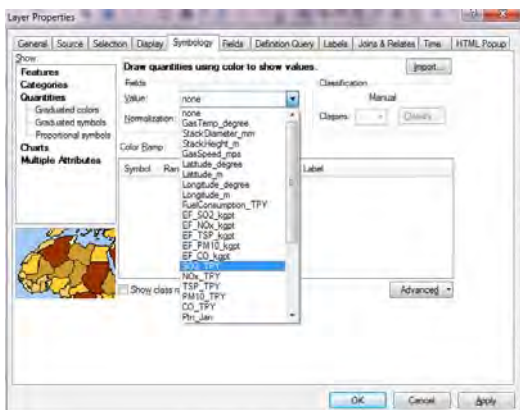 Layer Properties
General Source Selection Display Symbology Fields Definition Query Labels Joins & Relates Time HTML Popup
Show:
Features
Categories
Quantities
Graduated colors
Graduated symbols
Proportional symbols
Charts
Multiple Attributes
Draw quantities using color to show values.
Import...
Fields
Value: none
Normalization:
none
GasTemp_degree
StackDiameter_mm
StackHeight_m
GasSpeed_mps
Latitude_degree
Latitude_m
Longitude_degree
Longitude_m
FuelConsumption_TPY
EF_SO2_kgpt
EF_NOx_kgpt
EF_TSP_kgpt
EF_PM10_kgpt
EF_CO_kgpt
SO2_TPY
NOx_TPY
TSP_TPY
PM10_TPY
CO_TPY
Ptn_Jan
Classification
Manual
Classes:
Classify...
Color Ramp
Symbol Ran Label
Show class r
Advanced
OK Cancel Apply